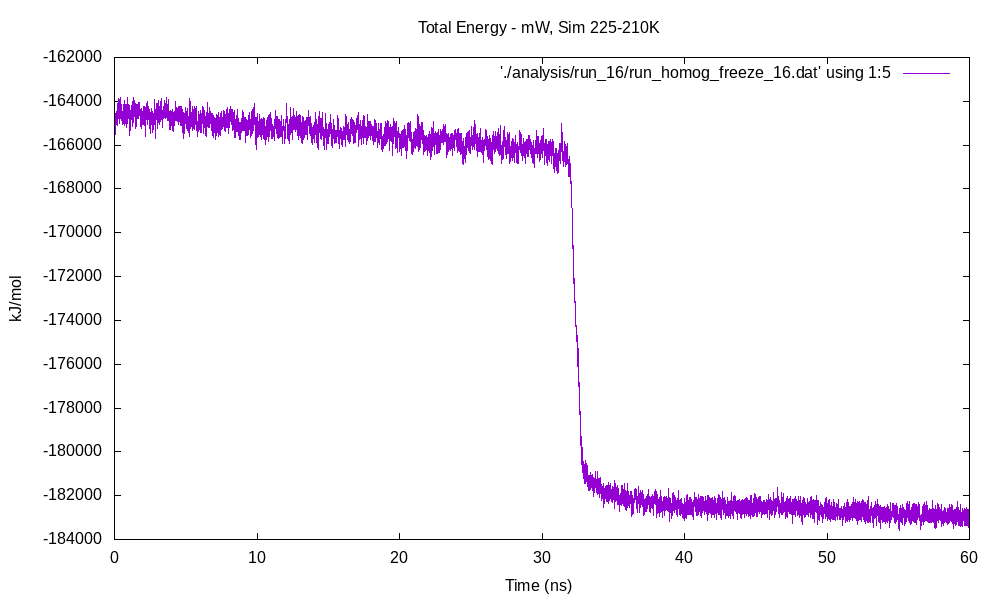 Total Energy - mW, Sim 225-210K
'./analysis/run_16/run_homog_freeze_16.dat' using 1:5
-162000
-164000
-166000
-168000
-170000
-172000
-174000
-176000
-178000
-180000
-182000
-184000
kJ/mol
0 10 20 30 40 50 60
Time (ns)